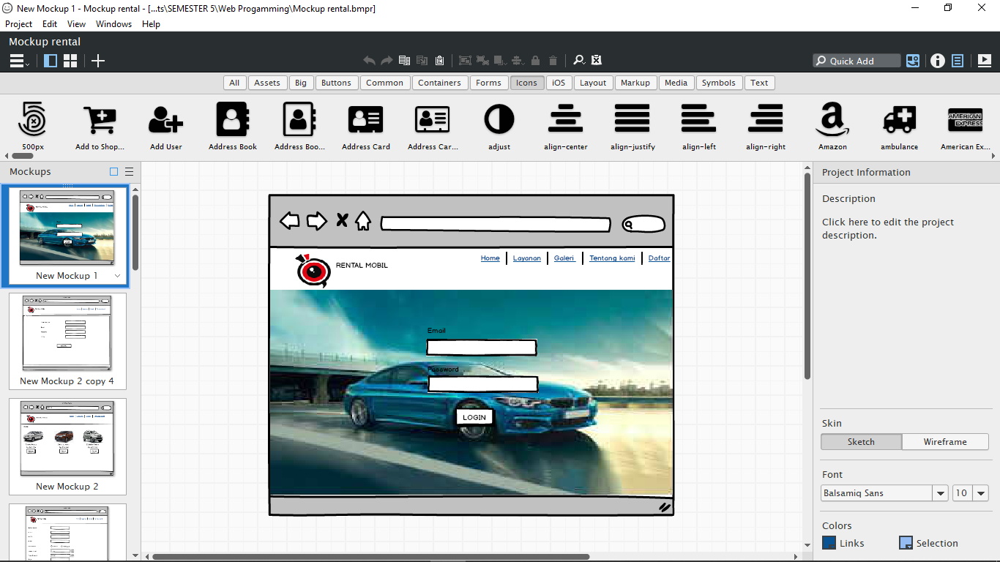 New Mockup 1 - Mockup rental - [...ts\SEMESTER 5\Web Progamming\Mockup rental.bmpr]
Project Edit View Windows Help
Mockup rental
Quick Add
All Assets Big Buttons Common Containers Forms Icons iOS Layout Markup Media Symbols Text
AMERICAN EXPRESS
500px Add to Shop... Add User Address Book Address Boo... Address Card Address Car... adjust align-center align-justify align-left align-right Amazon ambulance American Ex...
Mockups
New Mockup 1
New Mockup 2 copy 4
New Mockup 2
RENTAL MOBIL
Home Layanan Galeri Tentang kami Daftar
Email
Password
LOGIN
Project Information
Description
Click here to edit the project
description.
Skin
Sketch Wireframe
Font
Balsamiq Sans 10
Colors
Links Selection